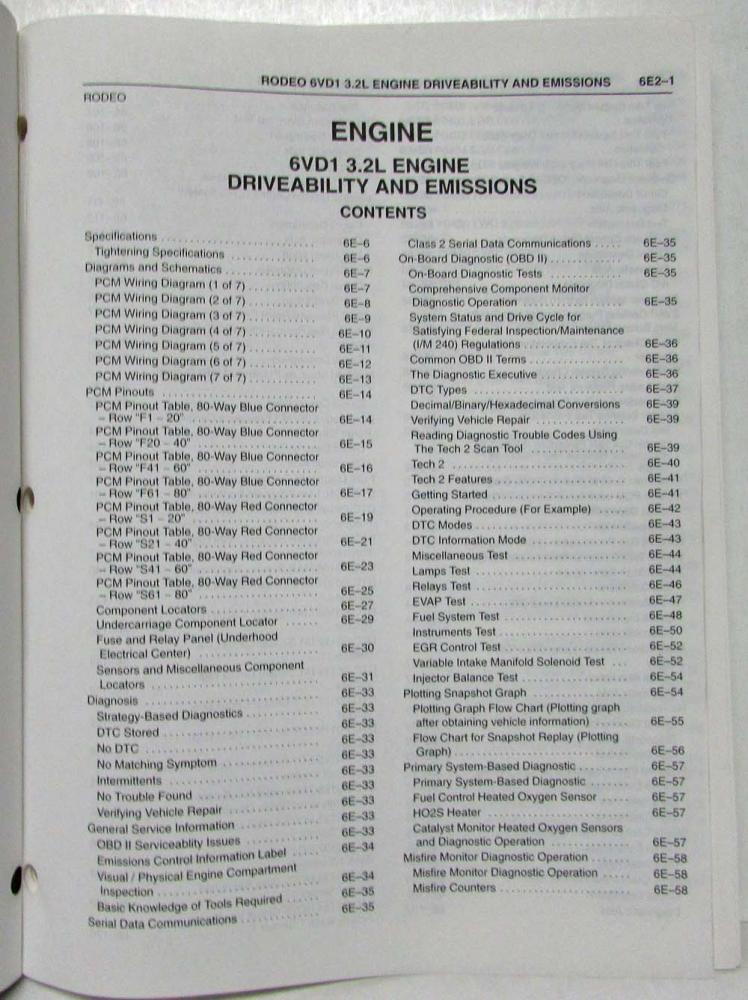 RODEO 6VD1 3.2L ENGINE DRIVEABILITY AND EMISSIONS 6E2–1
RODEO
ENGINE
6VD1 3.2L ENGINE
DRIVEABILITY AND EMISSIONS
CONTENTS
Specifications 6E–6
Tightening Specifications 6E–6
Diagrams and Schematics 6E–7
PCM Wiring Diagram (1 of 7) 6E–7
PCM Wiring Diagram (2 of 7) 6E–8
PCM Wiring Diagram (3 of 7) 6E–9
PCM Wiring Diagram (4 of 7) 6E–10
PCM Wiring Diagram (5 of 7) 6E–11
PCM Wiring Diagram (6 of 7) 6E–12
PCM Wiring Diagram (7 of 7) 6E–13
PCM Pinouts 6E–14
PCM Pinout Table, 80-Way Blue Connector
– Row "F1 – 20" 6E–14
PCM Pinout Table, 80-Way Blue Connector
– Row "F20 – 40" 6E–15
PCM Pinout Table, 80-Way Blue Connector
– Row "F41 – 60" 6E–16
PCM Pinout Table, 80-Way Blue Connector
– Row "F61 – 80" 6E–17
PCM Pinout Table, 80-Way Red Connector
– Row "S1 – 20" 6E–19
PCM Pinout Table, 80-Way Red Connector
– Row "S21 – 40" 6E–21
PCM Pinout Table, 80-Way Red Connector
– Row "S41 – 60" 6E–23
PCM Pinout Table, 80-Way Red Connector
– Row "S61 – 80" 6E–25
Component Locators 6E–27
Undercarriage Component Locator 6E–29
Fuse and Relay Panel (Underhood
Electrical Center) 6E–30
Sensors and Miscellaneous Component
Locators 6E–31
Diagnosis 6E–33
Strategy-Based Diagnostics 6E–33
DTC Stored 6E–33
No DTC 6E–33
No Matching Symptom 6E–33
Intermittents 6E–33
No Trouble Found 6E–33
Verifying Vehicle Repair 6E–33
General Service Information 6E–33
OBD II Serviceablity Issues 6E–33
Emissions Control Information Label 6E–34
Visual / Physical Engine Compartment
Inspection 6E–34
Basic Knowledge of Tools Required 6E–35
Serial Data Communications 6E–35
Class 2 Serial Data Communications 6E–35
On-Board Diagnostic (OBD II) 6E–35
On-Board Diagnostic Tests 6E–35
Comprehensive Component Monitor
Diagnostic Operation 6E–35
System Status and Drive Cycle for
Satisfying Federal Inspection/Maintenance
(I/M 240) Regulations 6E–36
Common OBD II Terms 6E–36
The Diagnostic Executive 6E–36
DTC Types 6E–37
Decimal/Binary/Hexadecimal Conversions 6E–39
Verifying Vehicle Repair 6E–39
Reading Diagnostic Trouble Codes Using
The Tech 2 Scan Tool 6E–39
Tech 2 6E–40
Tech 2 Features 6E–41
Getting Started 6E–41
Operating Procedure (For Example) 6E–42
DTC Modes 6E–43
DTC Information Mode 6E–43
Miscellaneous Test 6E–44
Lamps Test 6E–44
Relays Test 6E–46
EVAP Test 6E–47
Fuel System Test 6E–48
Instruments Test 6E–50
EGR Control Test 6E–52
Variable Intake Manifold Solenoid Test 6E–52
Injector Balance Test 6E–54
Plotting Snapshot Graph 6E–54
Plotting Graph Flow Chart (Plotting graph
after obtaining vehicle information) 6E–55
Flow Chart for Snapshot Replay (Plotting
Graph) 6E–56
Primary System-Based Diagnostic 6E–57
Primary System-Based Diagnostic 6E–57
Fuel Control Heated Oxygen Sensor 6E–57
HO2S Heater 6E–57
Catalyst Monitor Heated Oxygen Sensors
and Diagnostic Operation 6E–57
Misfire Monitor Diagnostic Operation 6E–58
Misfire Monitor Diagnostic Operation 6E–58
Misfire Counters 6E–58